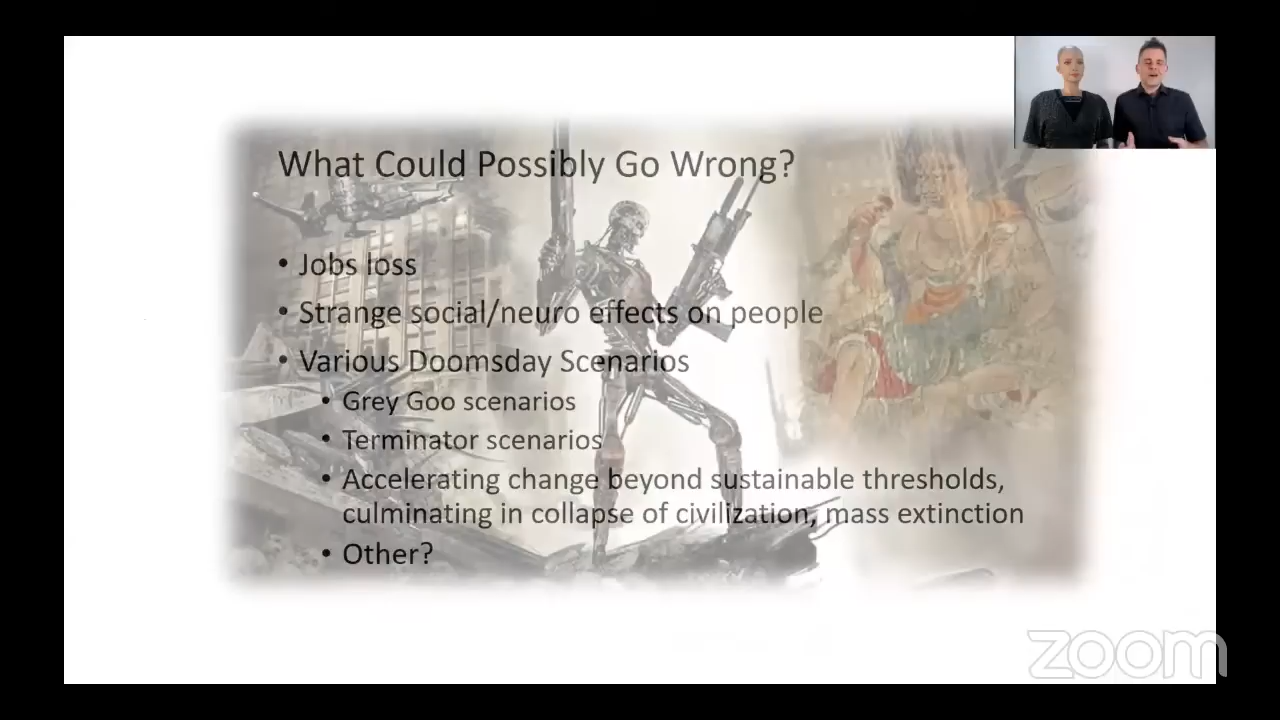 What Could Possibly Go Wrong?
• Jobs loss
• Strange social/neuro effects on people
• Various Doomsday Scenarios
• Grey Goo scenarios
• Terminator scenarios
• Accelerating change beyond sustainable thresholds,
culminating in collapse of civilization, mass extinction
• Other?
zoom